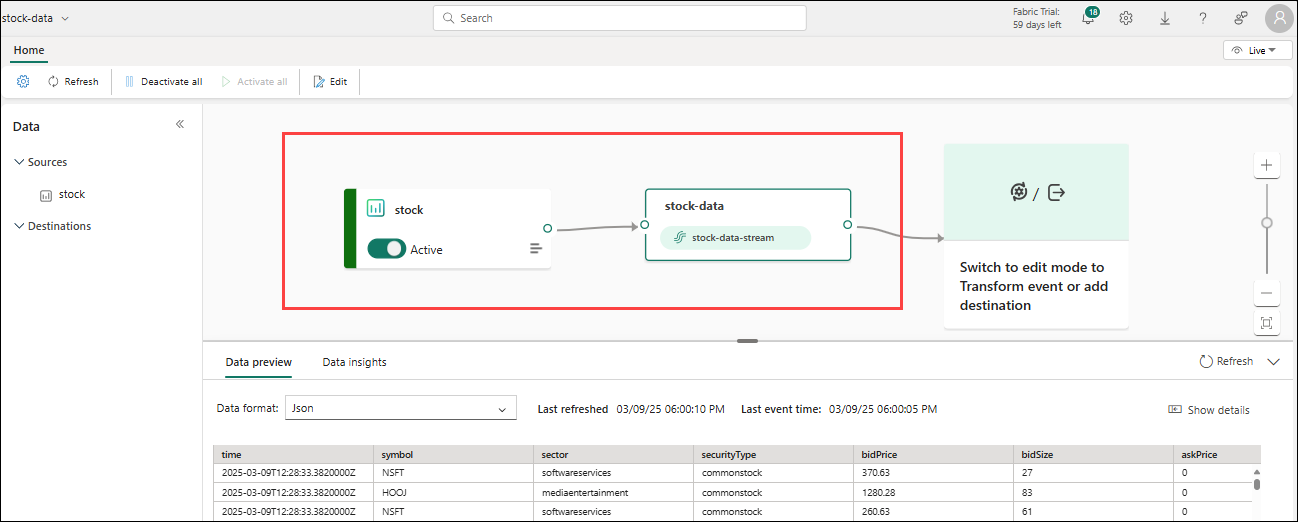 stock-data
Search
Fabric Trial:
59 days left
18
Home
Live
Refresh
Deactivate all
Activate all
Edit
Data
Sources
stock
Destinations
stock
Active
stock-data
stock-data-stream
/
Switch to edit mode to
Transform event or add
destination
Data preview
Data insights
Refresh
Data format:
Json
Last refreshed 03/09/25 06:00:10 PM
Last event time: 03/09/25 06:00:05 PM
Show details
time symbol sector securityType bidPrice bidSize askPrice
2025-03-09T12:28:33.3820000Z NSFT softwareservices commonstock 370.63 27 0
2025-03-09T12:28:33.3820000Z HOOJ mediaentertainment commonstock 1280.28 83 0
2025-03-09T12:28:33.3820000Z NSFT softwareservices commonstock 260.63 61 0